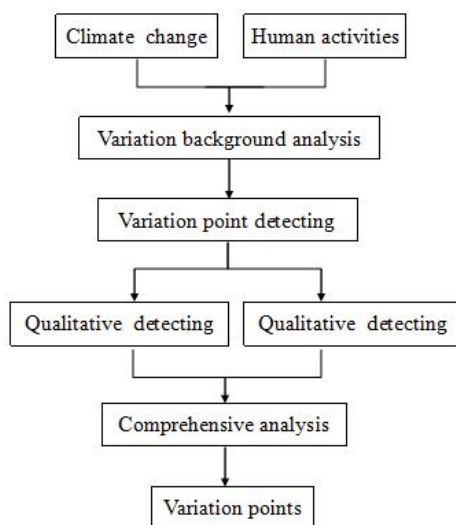 Climate change
Human activities
Variation background analysis
Variation point detecting
Qualitative detecting
Qualitative detecting
Comprehensive analysis
Variation points